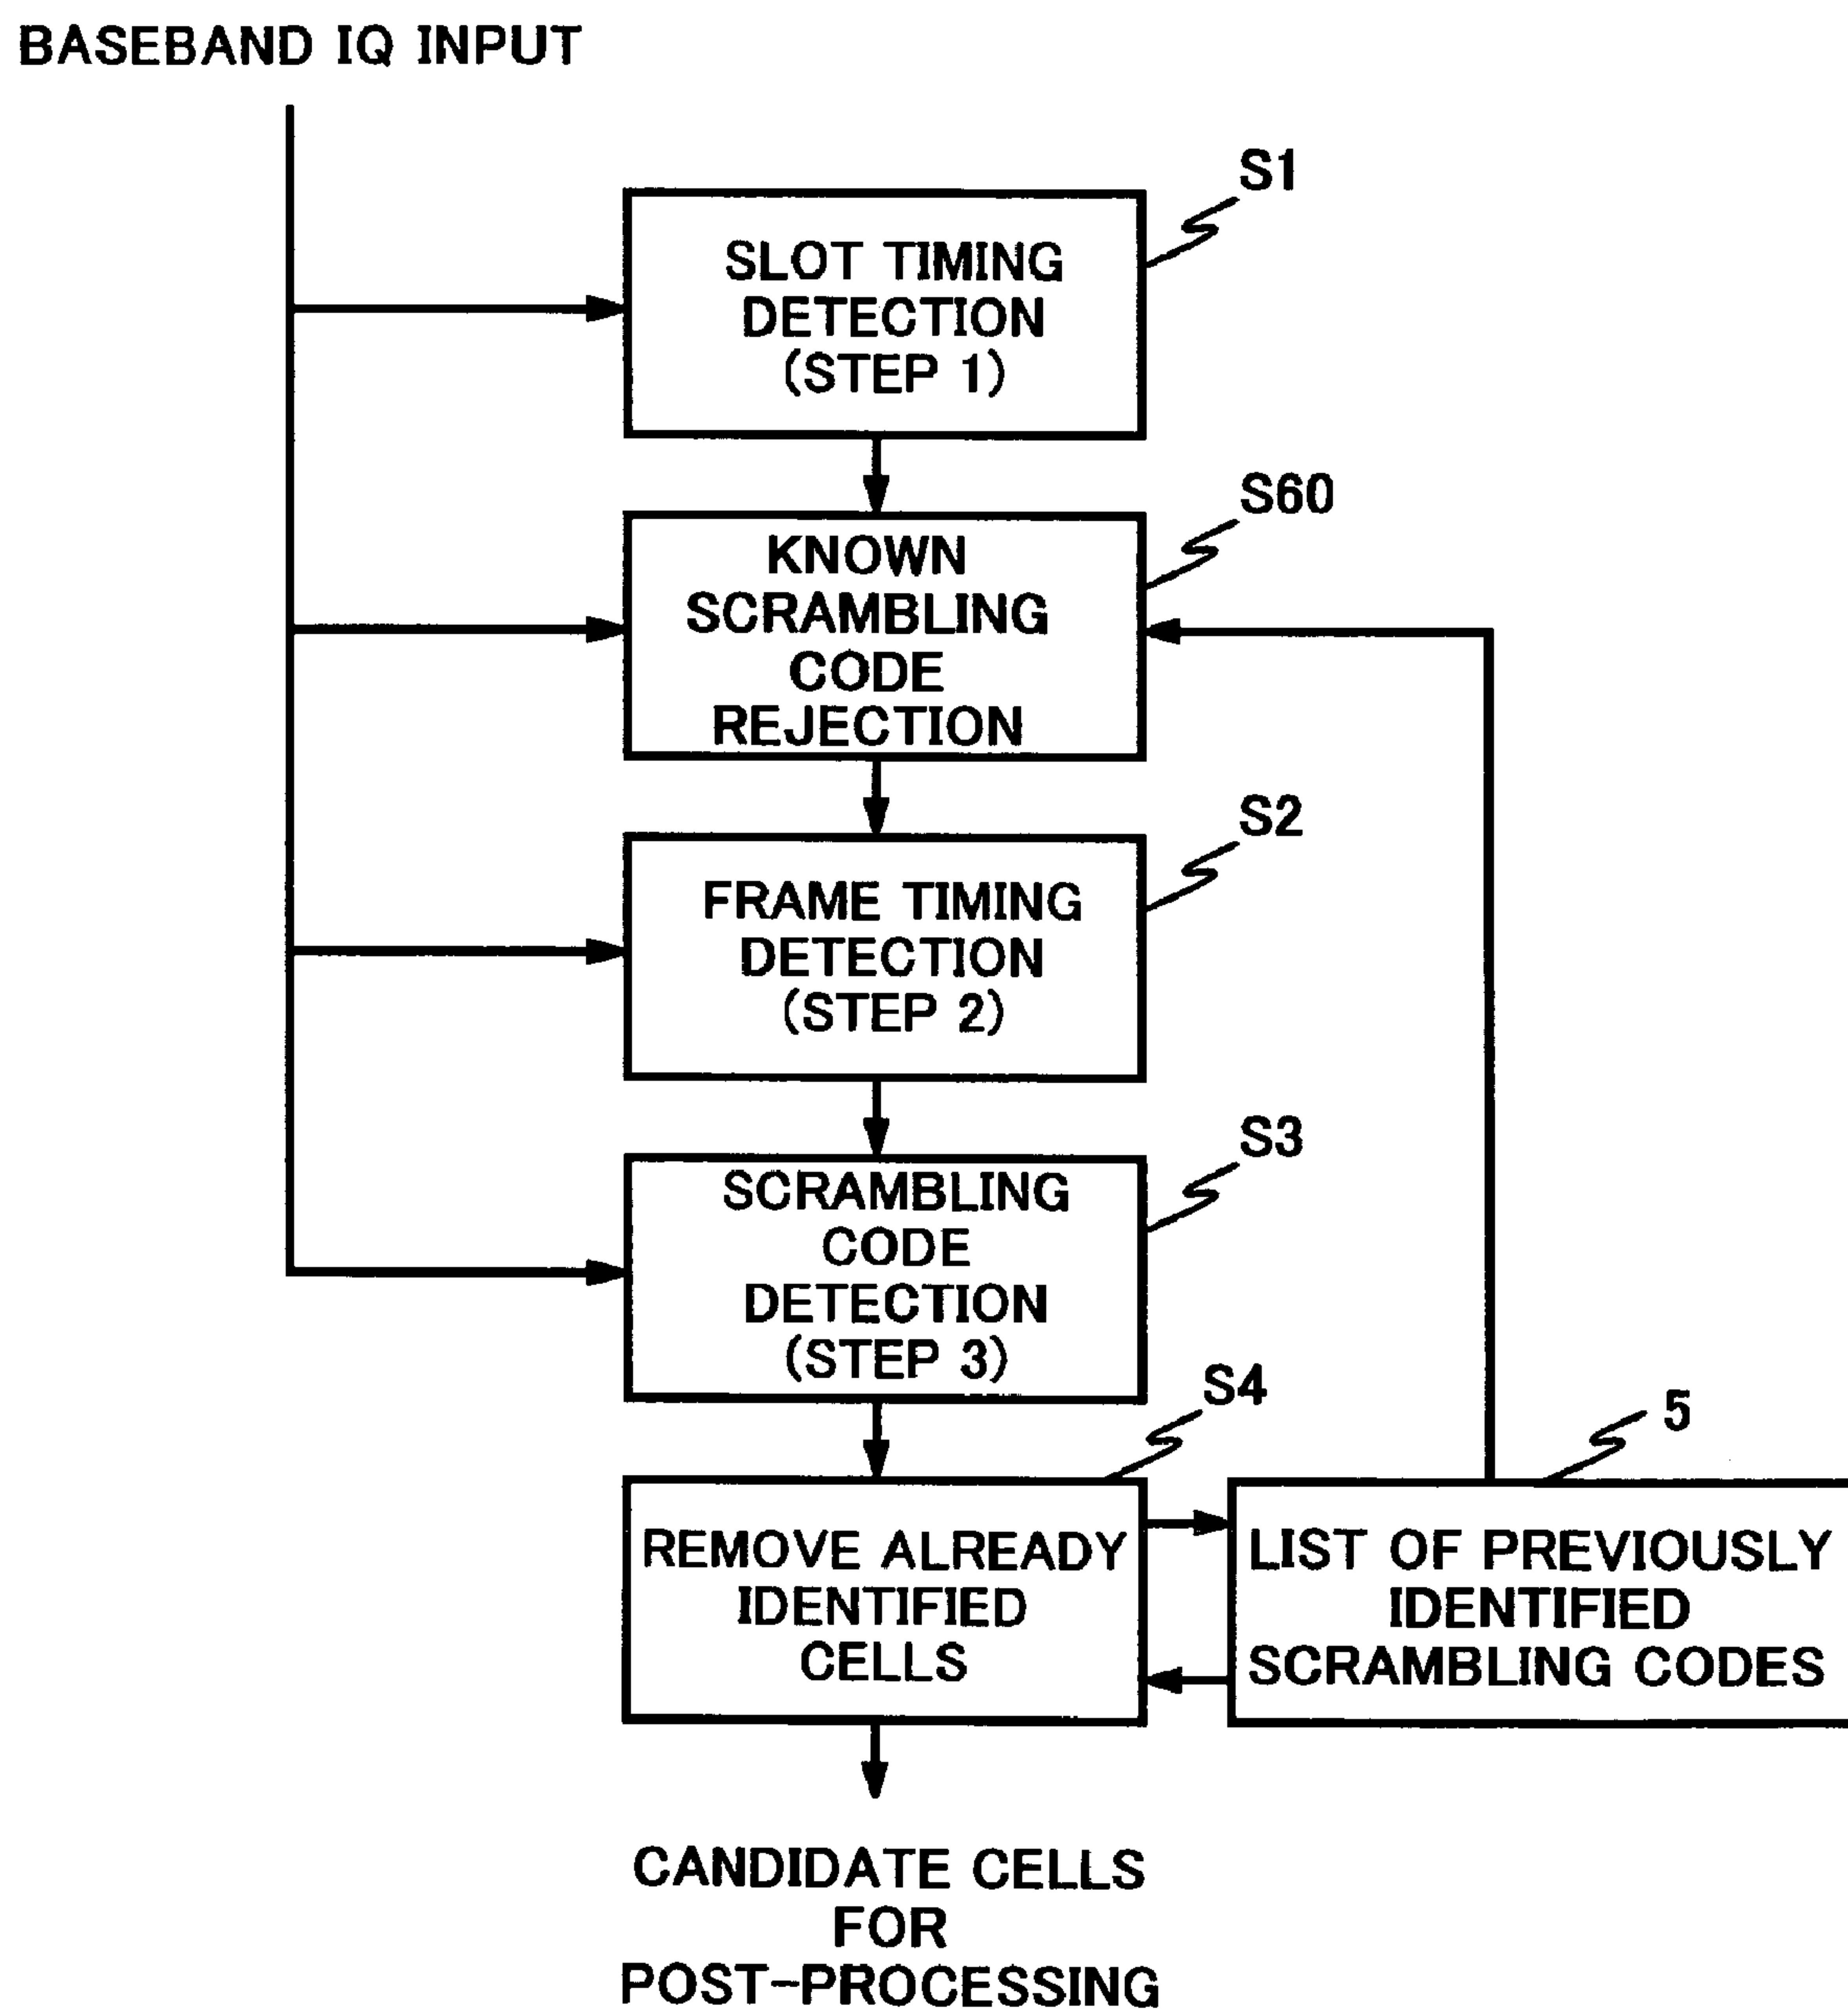 BASEBAND IQ INPUT
S1
SLOT TIMING
DETECTION
(STEP 1)
S60
KNOWN
SCRAMBLING
CODE
REJECTION
S2
FRAME TIMING
DETECTION
(STEP 2)
S3
SCRAMBLING
CODE
DETECTION
(STEP 3)
S4
REMOVE ALREADY
IDENTIFIED
CELLS
5
LIST OF PREVIOUSLY
IDENTIFIED
SCRAMBLING CODES
CANDIDATE CELLS
FOR
POST-PROCESSING